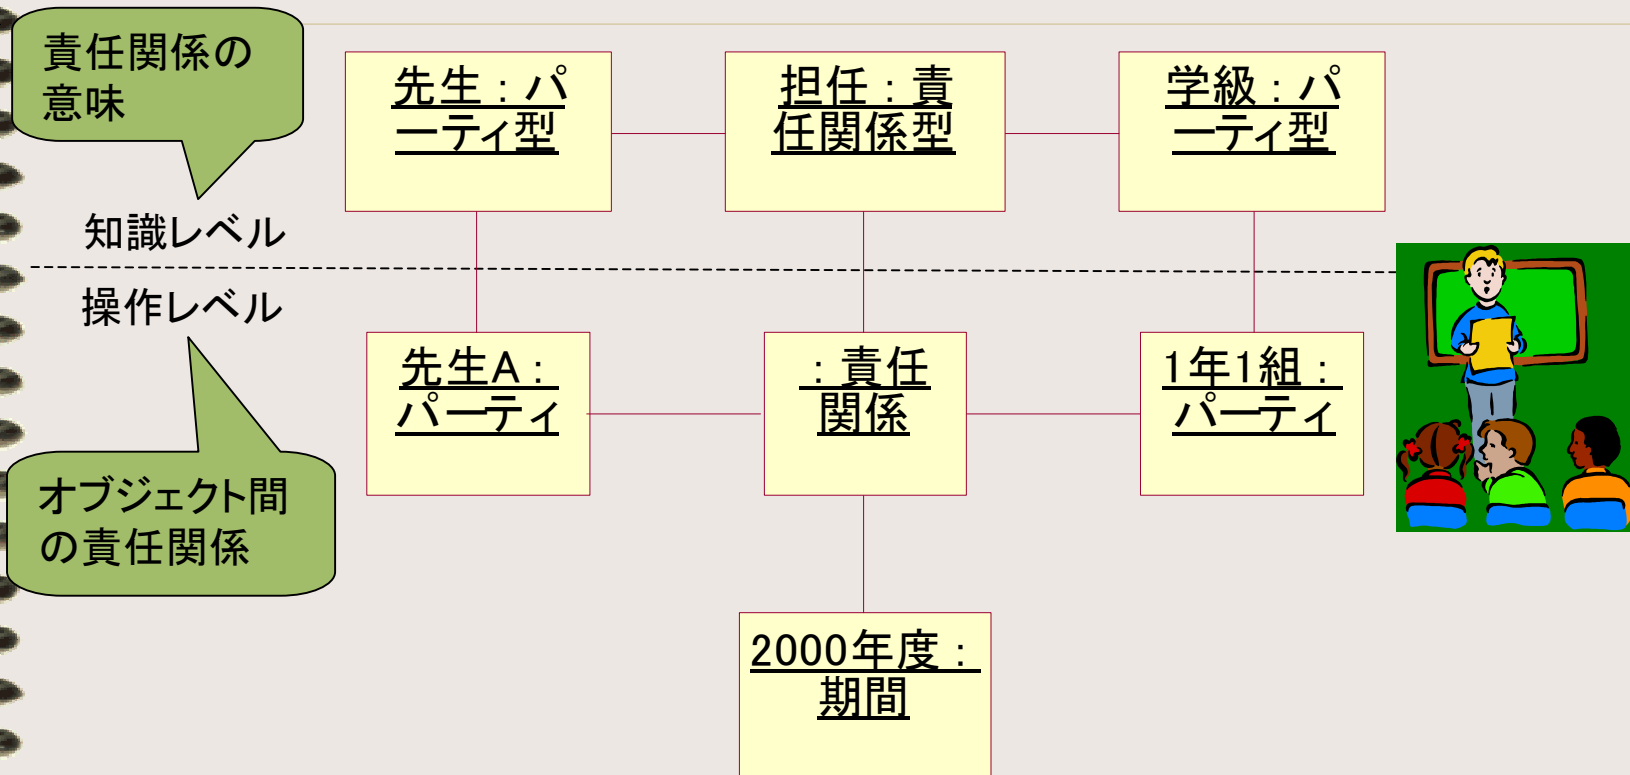 責任関係の
意味
先生：パ
ーティ型
担任：責
任関係型
学級：パ
ーティ型
知識レベル
操作レベル
先生A：
パーティ
：責任
関係
1年1組：
パーティ
オブジェクト間
の責任関係
2000年度：
期間